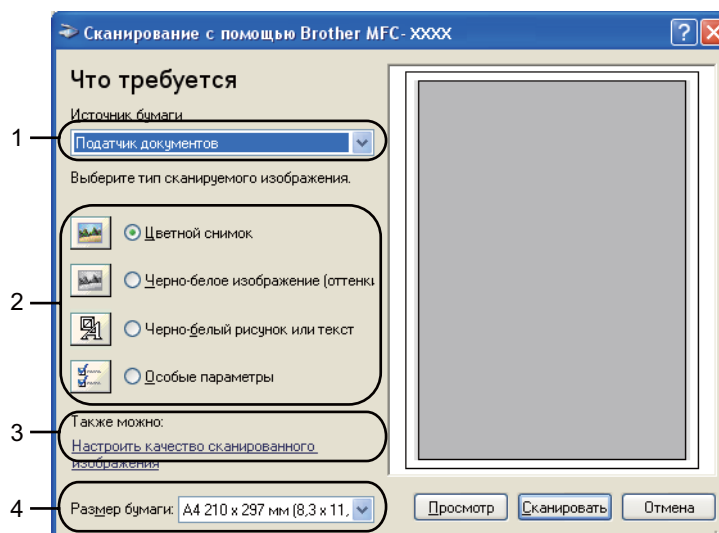 Сканирование с помощью Brother MFC- XXXX
Что требуется
Источник бумаги
1
Податчик документов
Выберите тип сканируемого изображения.
2
Цветной снимок
Черно-белое изображение (оттенки
Черно-белый рисунок или текст
Особые параметры
3
Также можно:
Настроить качество сканированного
изображения
4
Размер бумаги:
A4 210 x 297 мм (8,3 x 11,
Просмотр
Сканировать
Отмена